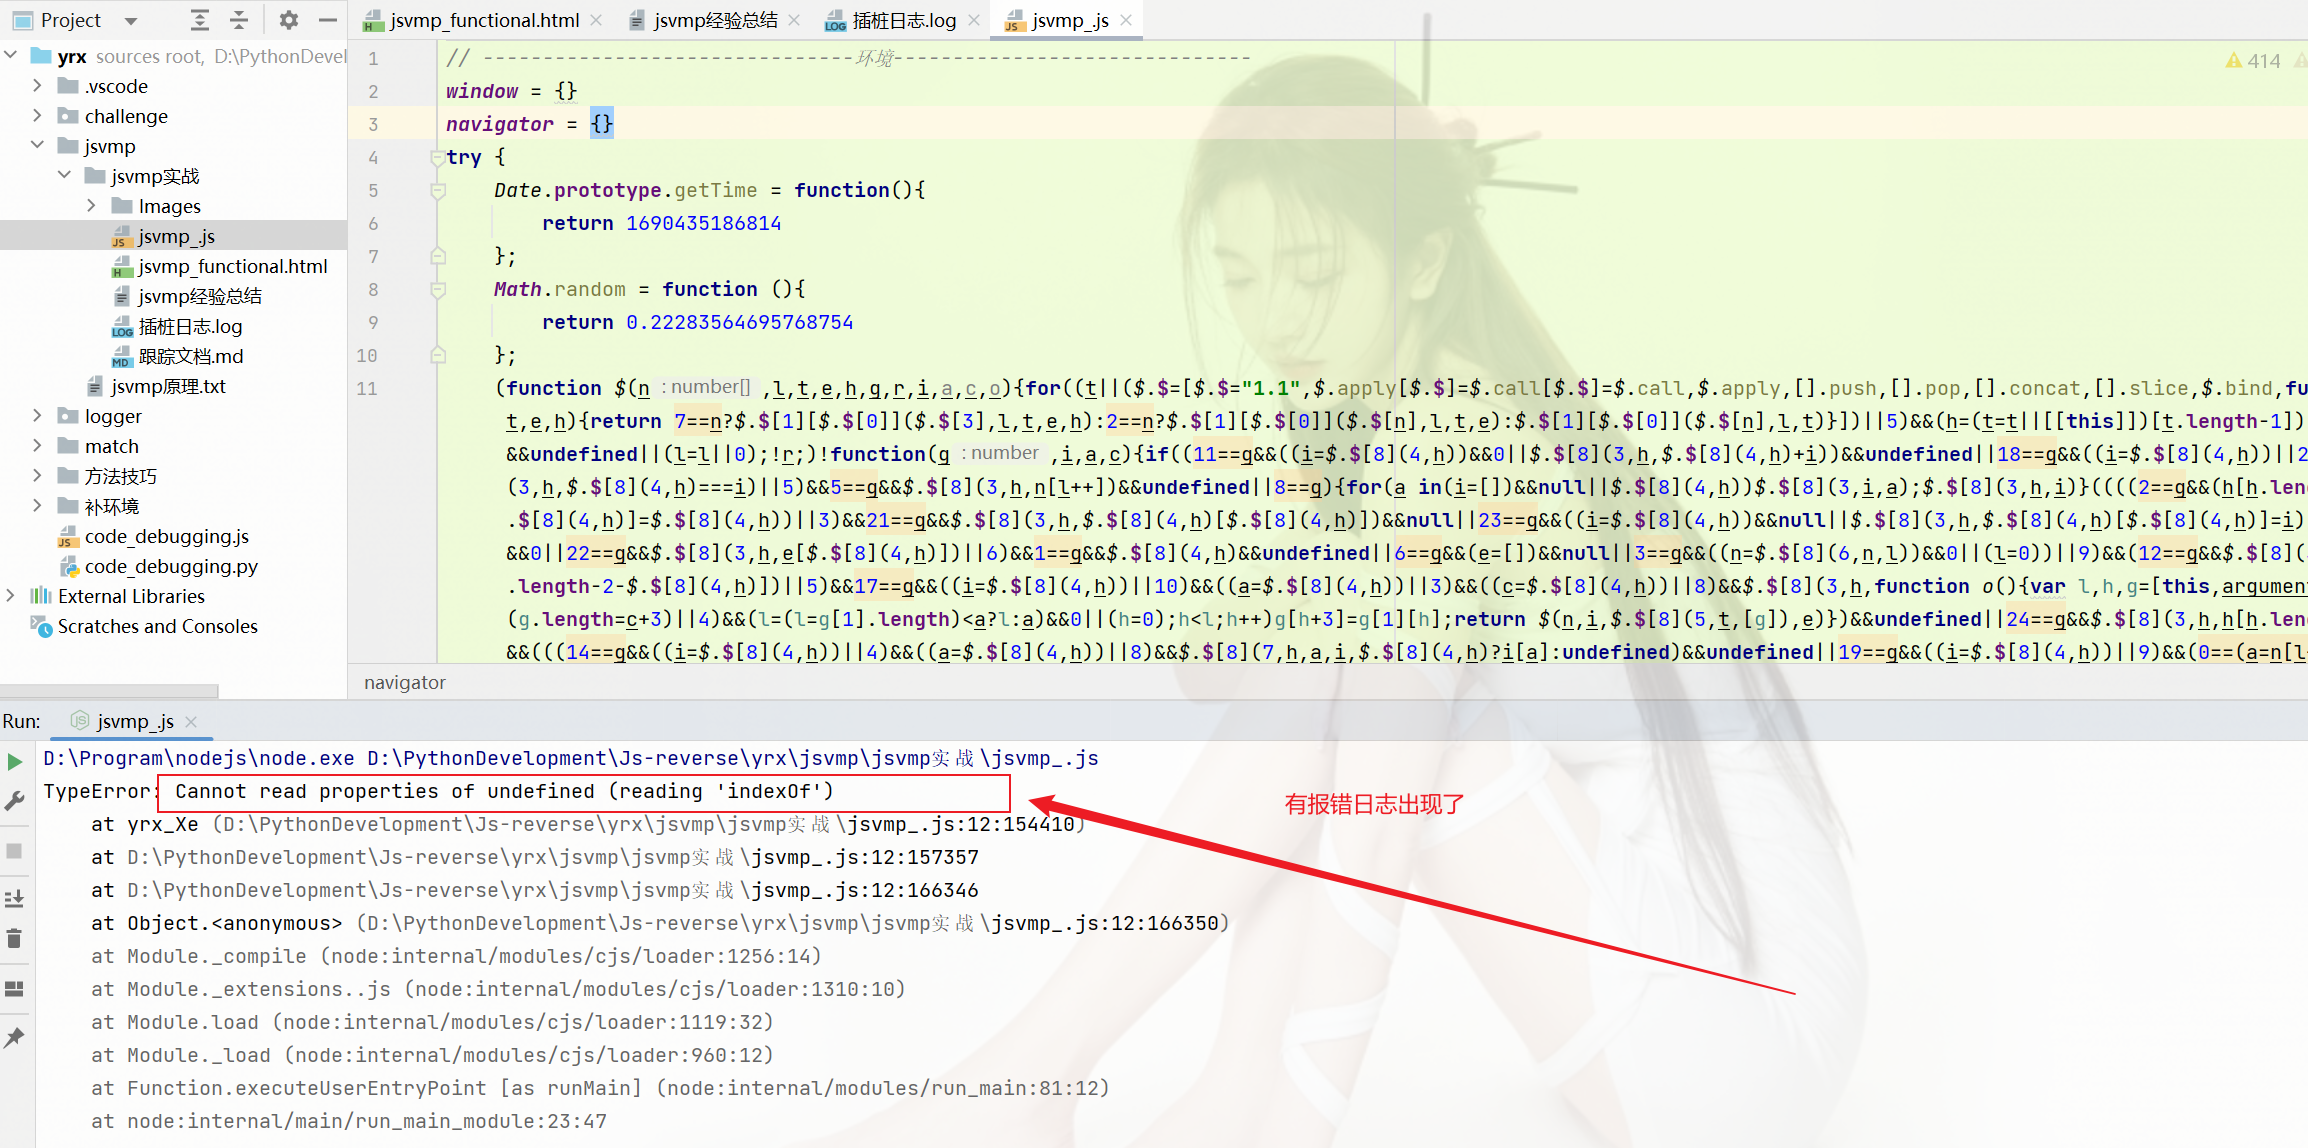 Project
jsvmp_functional.html
jsvmp经验总结
插桩日志.log
jsvmp_.js
yrx sources root, D:\PythonDevel
.vscode
challenge
jsvmp
jsvmp实战
Images
jsvmp_.js
jsvmp_functional.html
jsvmp经验总结
插桩日志.log
跟踪文档.md
jsvmp原理.txt
logger
match
方法技巧
补环境
code_debugging.js
code_debugging.py
External Libraries
Scratches and Consoles
414
1 // -------------------------------环境------------------------------
2 window = {}
3 navigator = {}
4 try {
5 Date.prototype.getTime = function(){
6 return 1690435186814
7 };
8 Math.random = function (){
9 return 0.22283564695768754
10 };
11 (function $(n : number[] ,l,t,e,h,g,r,i,a,c,o){for((t||($.$=[$.$="1.1",$.apply[$.$]=$.call[$.$]=$.call,$.apply,[].push,[].pop,[].concat,[].slice,$.bind,fu
t,e,h){return 7==n?$.$[1][$.$[0]]($.$[3],l,t,e,h):2==n?$.$[1][$.$[0]]($.$[n],l,t,e):$.$[1][$.$[0]]($.$[n],l,t)}])||5)&&(h=(t=t||[[this]])[t.length-1])
&&undefined||(l=l||0);!r;)!function(g : number ,i,a,c){if((11==g&&((i=$.$[8](4,h))&&0||$.$[8](3,h,$.$[8](4,h)+i))&&undefined||18==g&&((i=$.$[8](4,h))||2
(3,h,$.$[8](4,h)===i)||5)&&5==g&&$.$[8](3,h,n[l++])&&undefined||8==g){for(a in(i=[])&&null||$.$[8](4,h))$.$[8](3,i,a);$.$[8](3,h,i)}((((2==g&&(h[h.len
.$[8](4,h)]=$.$[8](4,h))||3)&&21==g&&$.$[8](3,h,$.$[8](4,h)[$.$[8](4,h)])&&null||23==g&&((i=$.$[8](4,h))&&null||$.$[8](3,h,$.$[8](4,h)[$.$[8](4,h)]=i)
&&0||22==g&&$.$[8](3,h,e[$.$[8](4,h)])||6)&&1==g&&$.$[8](4,h)&&undefined||6==g&&(e=[])&&null||3==g&&((n=$.$[8](6,n,l))&&0||(l=0))||9)&&(12==g&&$.$[8](
.length-2-$.$[8](4,h)])||5)&&17==g&&((i=$.$[8](4,h))||10)&&((a=$.$[8](4,h))||3)&&((c=$.$[8](4,h))||8)&&$.$[8](3,h,function o(){var l,h,g=[this,argument
(g.length=c+3)||4)&&(l=(l=g[1].length)<a?l:a)&&0||(h=0);h<l;h++)g[h+3]=g[1][h];return $(n,i,$.$[8](5,t,[g]),e)})&&undefined||24==g&&$.$[8](3,h,h[h.len
&&(((14==g&&((i=$.$[8](4,h))||4)&&((a=$.$[8](4,h))||8)&&$.$[8](7,h,a,i,$.$[8](4,h)?i[a]:undefined)&&undefined||19==g&&((i=$.$[8](4,h))||9)&&(0==(a=n[l
navigator
Run: jsvmp_.js
D:\Program\nodejs\node.exe D:\PythonDevelopment\Js-reverse\yrx\jsvmp\jsvmp实战\jsvmp_.js
TypeError: Cannot read properties of undefined (reading 'indexOf')
有报错日志出现了
at yrx_Xe (D:\PythonDevelopment\Js-reverse\yrx\jsvmp\jsvmp实战\jsvmp_.js:12:154410)
at D:\PythonDevelopment\Js-reverse\yrx\jsvmp\jsvmp实战\jsvmp_.js:12:157357
at D:\PythonDevelopment\Js-reverse\yrx\jsvmp\jsvmp实战\jsvmp_.js:12:166346
at Object.<anonymous> (D:\PythonDevelopment\Js-reverse\yrx\jsvmp\jsvmp实战\jsvmp_.js:12:166350)
at Module._compile (node:internal/modules/cjs/loader:1256:14)
at Module._extensions..js (node:internal/modules/cjs/loader:1310:10)
at Module.load (node:internal/modules/cjs/loader:1119:32)
at Module._load (node:internal/modules/cjs/loader:960:12)
at Function.executeUserEntryPoint [as runMain] (node:internal/modules/run_main:81:12)
at node:internal/main/run_main_module:23:47